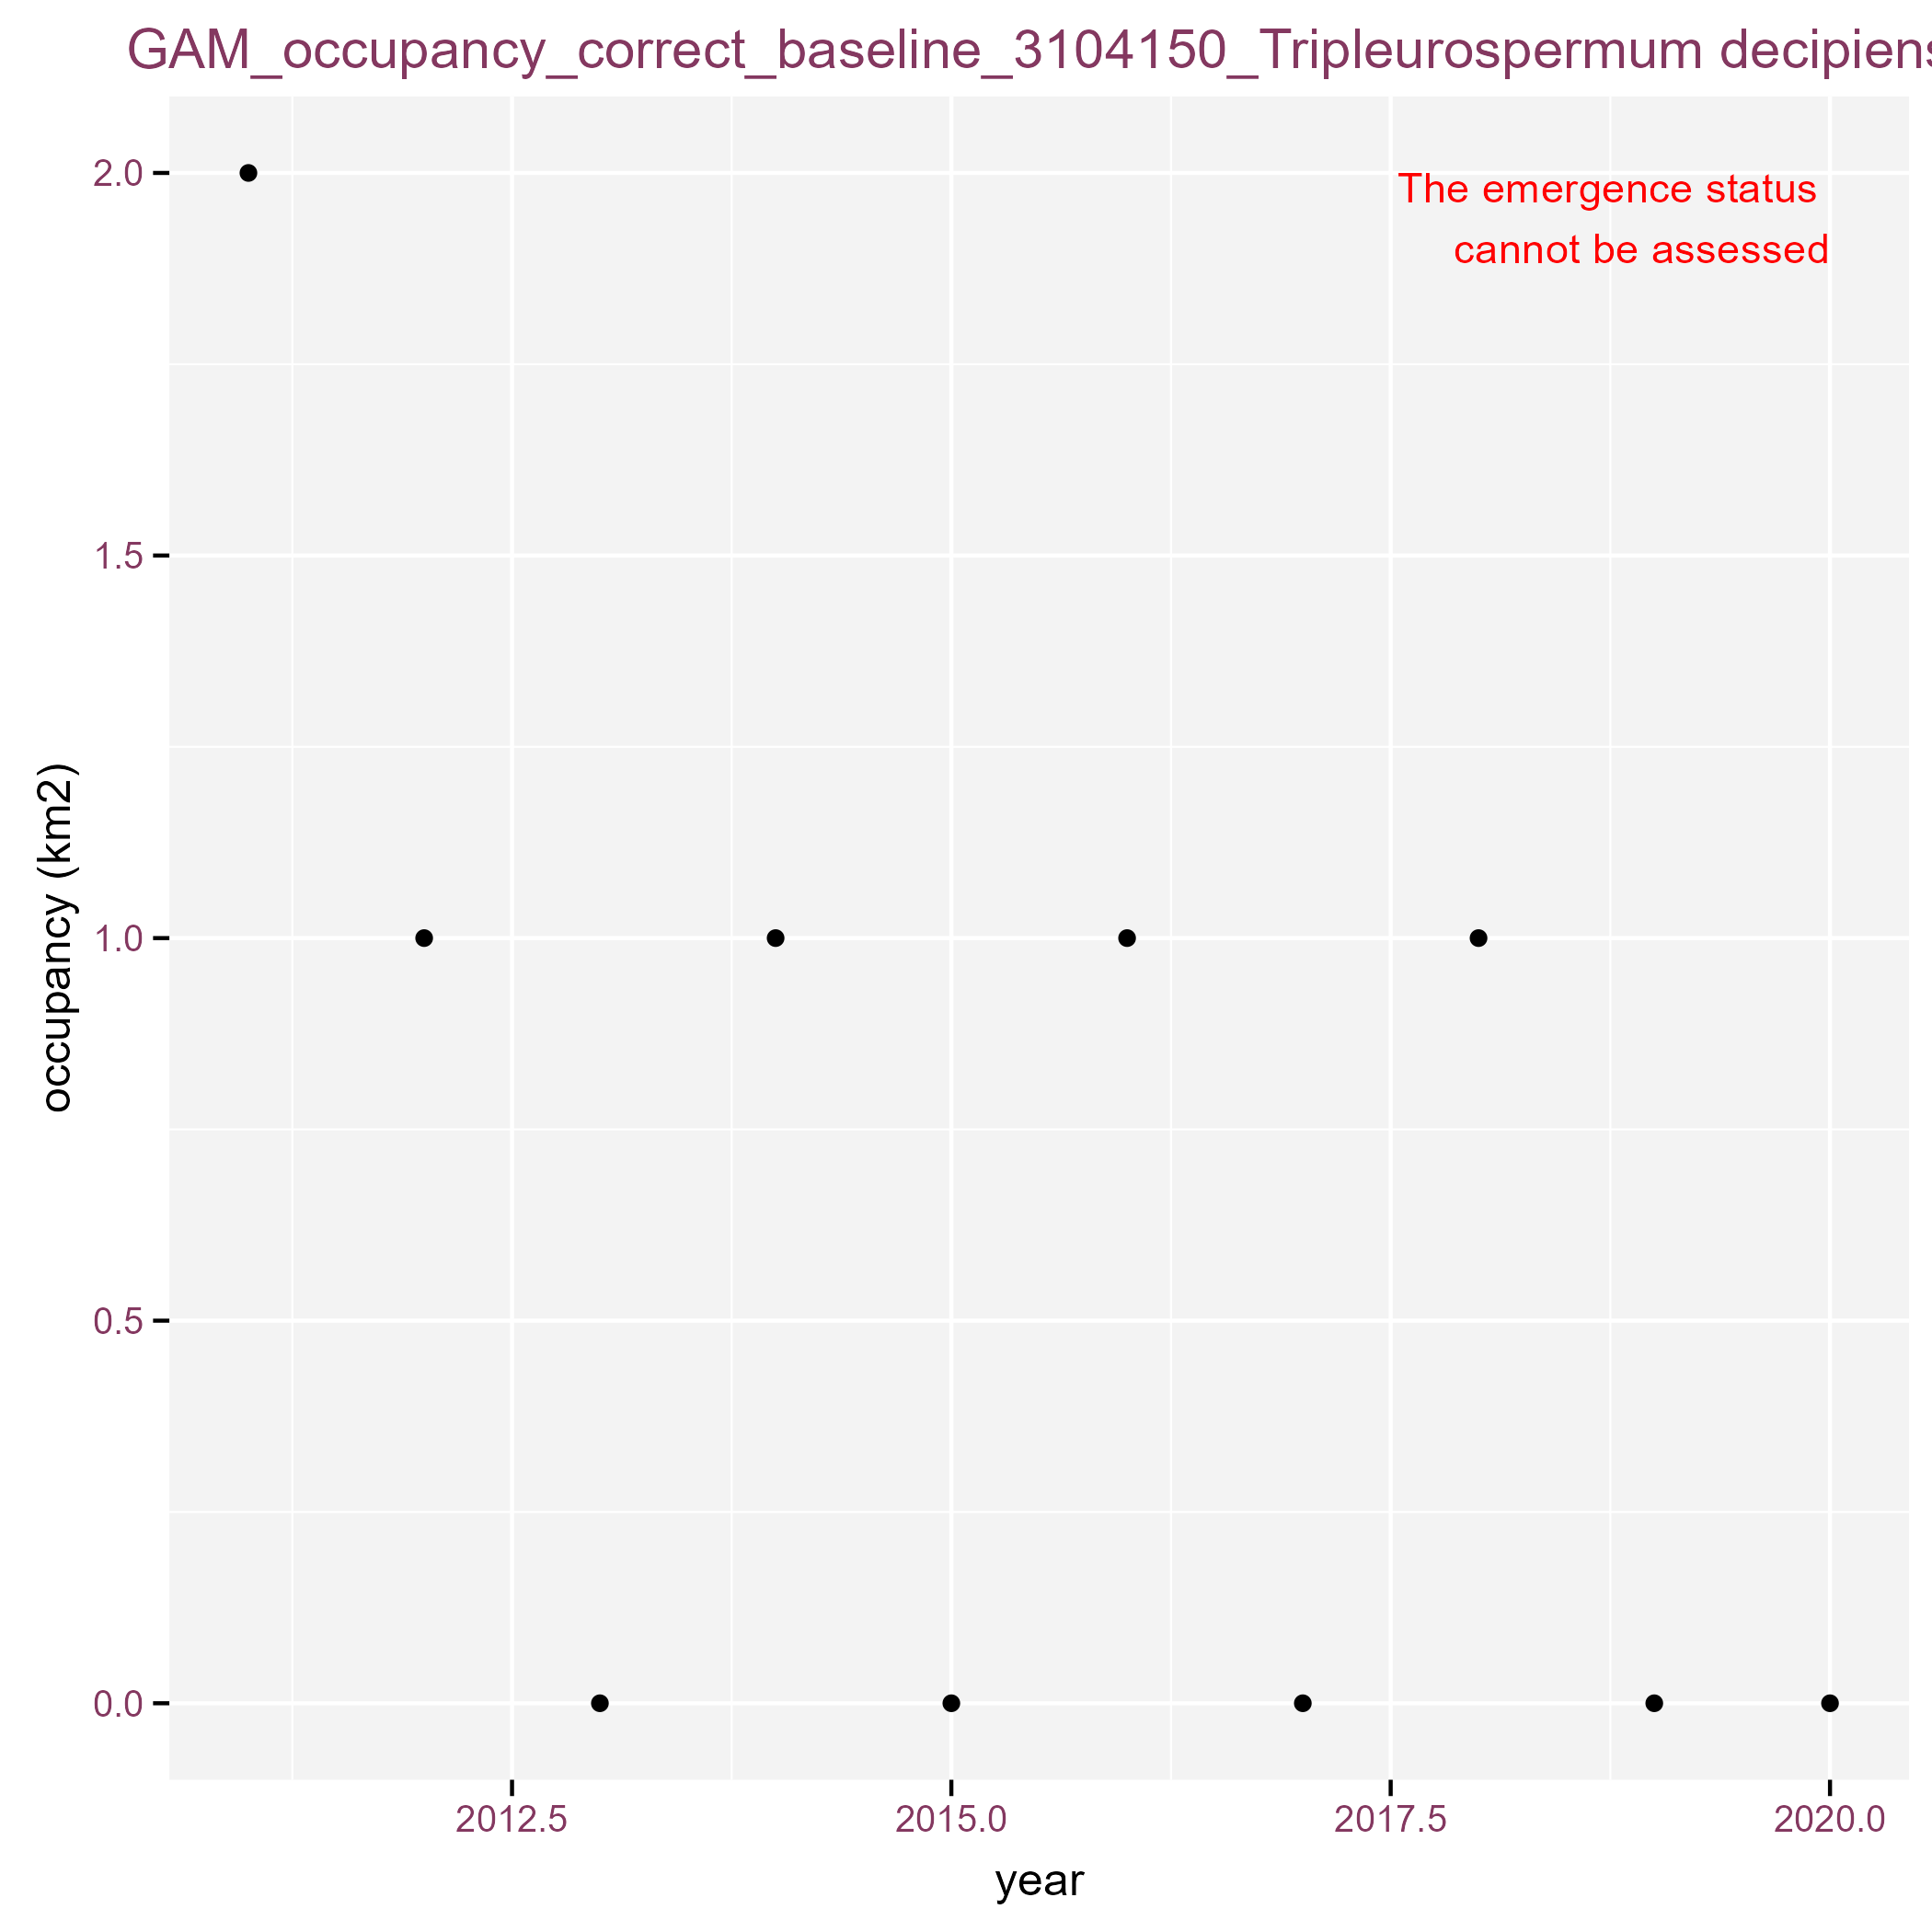 GAM_occupancy_correct_baseline_3104150_Tripleurospermum decipiens
2.0
The emergence status
cannot be assessed
1.5
occupancy (km2)
1.0
0.5
0.0
2012.5 2015.0 2017.5 2020.0
year